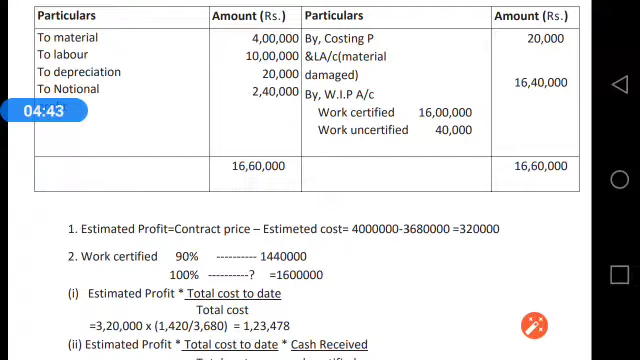 Particulars Amount (Rs.) Particulars Amount (Rs.)
To material 4,00,000 By, Costing P 20,000
To labour 10,00,000 &LA/c(material
To depreciation 20,000 damaged) 16,40,000
To Notional 2,40,000 By, W.I.P A/c
04:43 Work certified 16,00,000
Work uncertified 40,000
16,60,000 16,60,000
1. Estimated Profit=Contract price – Estimeted cost= 4000000-3680000 =320000
2. Work certified 90% ---------- 1440000
100% ----------? =1600000
(i) Estimated Profit * Total cost to date
Total cost
=3,20,000 x (1,420/3,680) = 1,23,478
(ii) Estimated Profit * Total cost to date * Cash Received